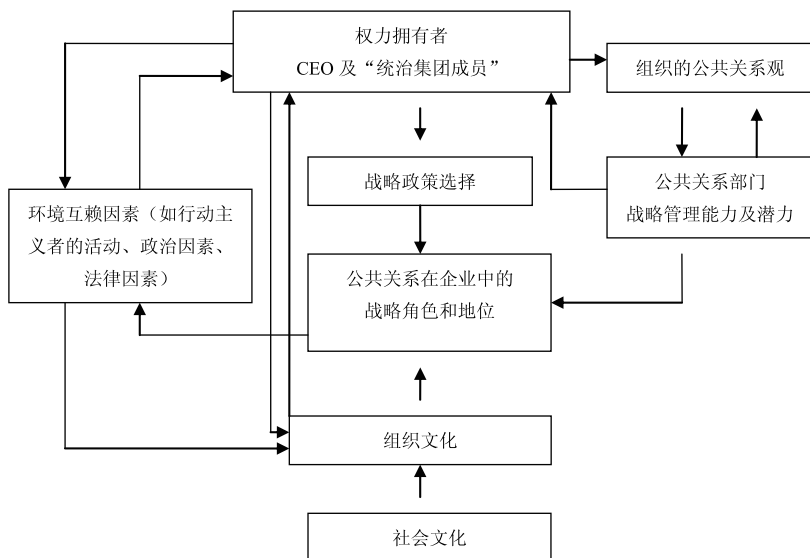 权力拥有者
CEO 及“统治集团成员”
组织的公共关系观
战略政策选择
公共关系部门
战略管理能力及潜力
环境互赖因素（如行动主
义者的活动、政治因素、
法律因素）
公共关系在企业中的
战略角色和地位
组织文化
社会文化